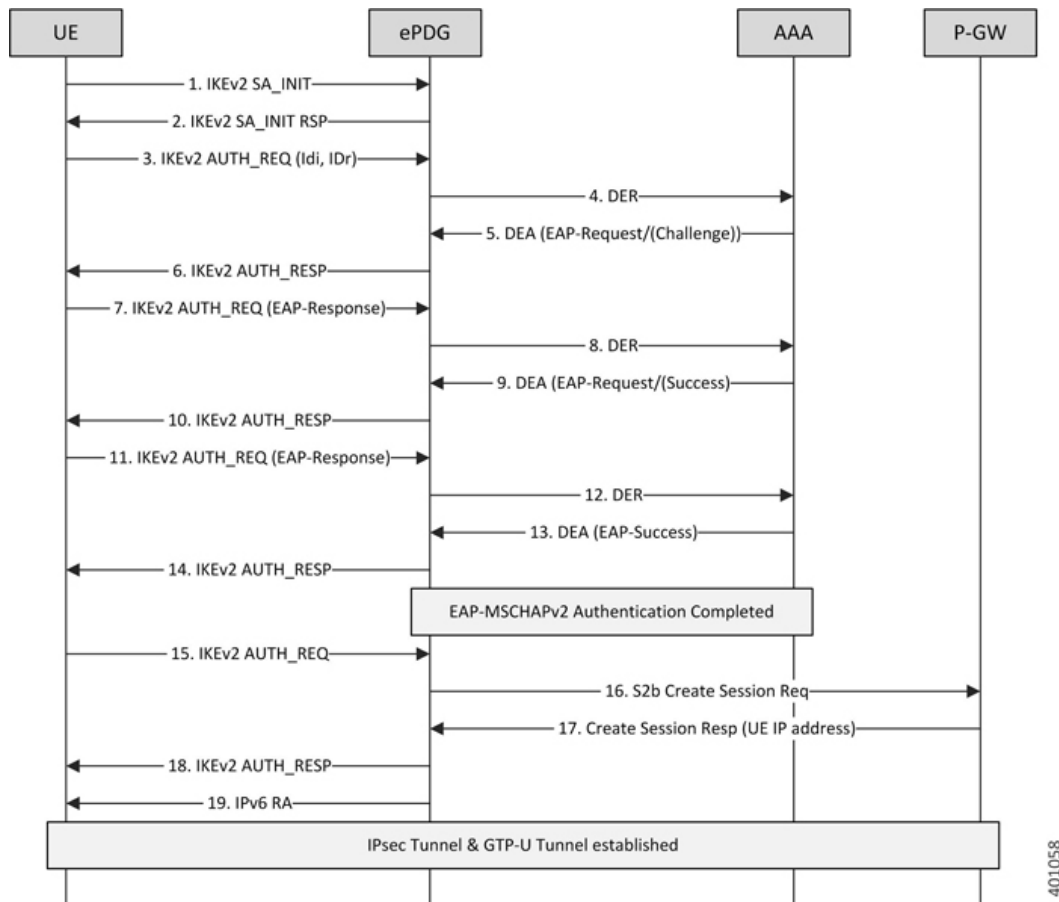 UE ePDG AAA P-GW
1. IKEv2 SA_INIT
2. IKEv2 SA_INIT RSP
3. IKEv2 AUTH_REQ (Idi, IDr)
4. DER
5. DEA (EAP-Request/(Challenge))
6. IKEv2 AUTH_RESP
7. IKEv2 AUTH_REQ (EAP-Response)
8. DER
9. DEA (EAP-Request/(Success)
10. IKEv2 AUTH_RESP
11. IKEv2 AUTH_REQ (EAP-Response)
12. DER
13. DEA (EAP-Success)
14. IKEv2 AUTH_RESP
EAP-MSCHAPv2 Authentication Completed
15. IKEv2 AUTH_REQ
16. S2b Create Session Req
17. Create Session Resp (UE IP address)
18. IKEv2 AUTH_RESP
19. IPv6 RA
IPsec Tunnel & GTP-U Tunnel established
401058